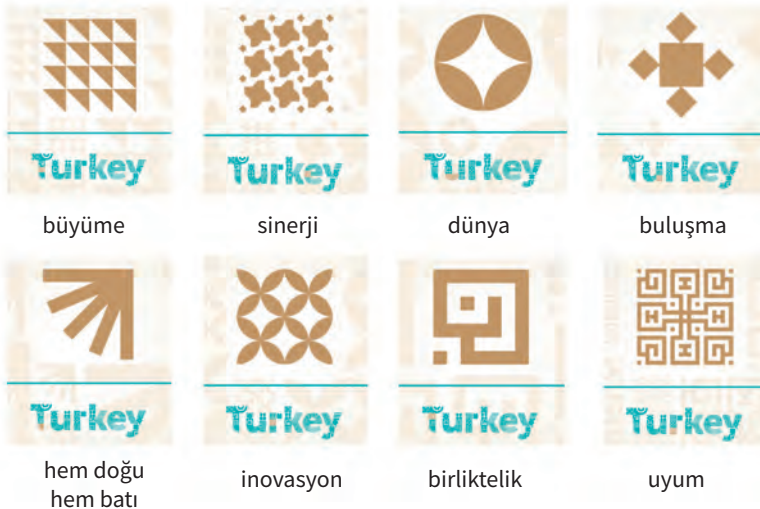 Turkey
Turkey
Turkey
Turkey
büyüme
sinerji
dünya
buluşma
Turkey
Turkey
Turkey
Turkey
hem doğu
hem batı
inovasyon
birliktelik
uyum